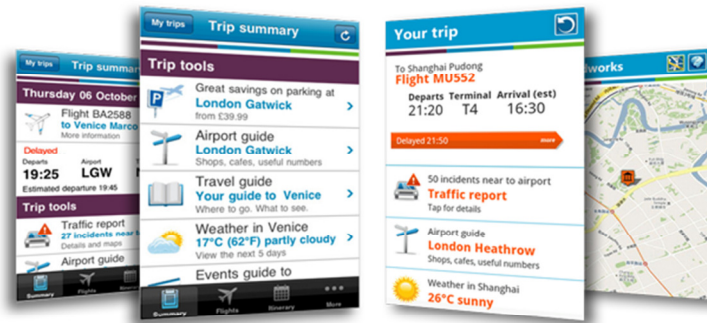 My trips
Trip summary
Thursday 06 October
Flight BA2588
to Venice Marco
More information
Delayed
Departs
Airport
19:25
LGW
Estimated departure 19:45
Trip tools
Traffic report
27 incidents near
Details and maps
Airport guide
Summary
Flights
My trips
Trip summary
Trip tools
Great savings on parking at
London Gatwick
from £39.99
Airport guide
London Gatwick
Shops, cafes, useful numbers
Travel guide
Your guide to Venice
Where to go. What to see.
Weather in Venice
17°C (62°F) partly cloudy
View the next 5 days
Events guide to
Summary
Flights
Itinerary
More
Your trip
To Shanghai Pudong
Flight MU552
Departs Terminal Arrival (est)
21:20 T4 16:30
Delayed 21:50
more
50 incidents near to airport
Traffic report
Tap for details
Airport guide
London Heathrow
Shops, cafes, useful numbers
Weather in Shanghai
26°C sunny